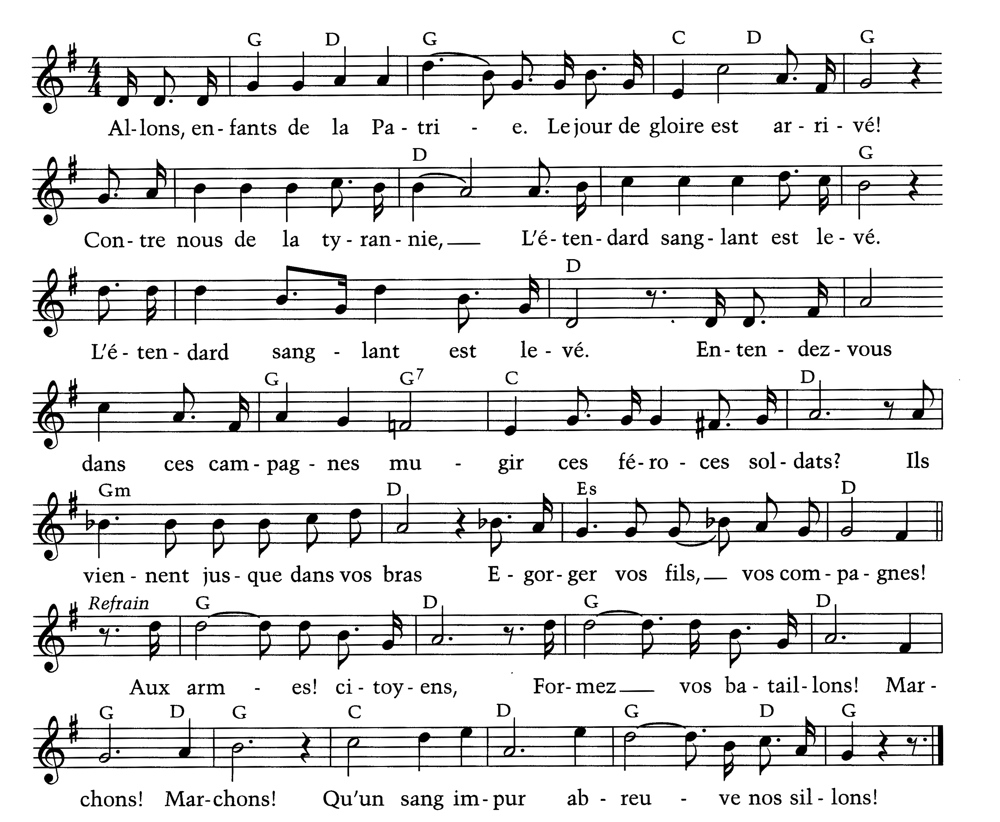 G D G C D G
4/4
Al-lons, en-fants de la Pa-tri - e. Le jour de gloire est ar-ri-vé!
D G
Con-tre nous de la ty-ran-nie,__ L'é-ten-dard sang-lant est le-vé.
D
L'é-ten-dard sang - lant est le-vé. En-ten - dez-vous
G G7 C D
dans ces cam-pag-nes mu - gir ces fé-ro-ces sol-dats? Ils
Gm D Es D
vien-nent jus-que dans vos bras E-gor-ger vos fils,__ vos com-pa-gnes!
Refrain G D G D
Aux arm - es! ci-toy-ens, For-mez__ vos ba-tail-lons! Mar-
G D G C D G D G
chons! Mar-chons! Qu'un sang im-pur ab-reu - ve nos sil-lons!